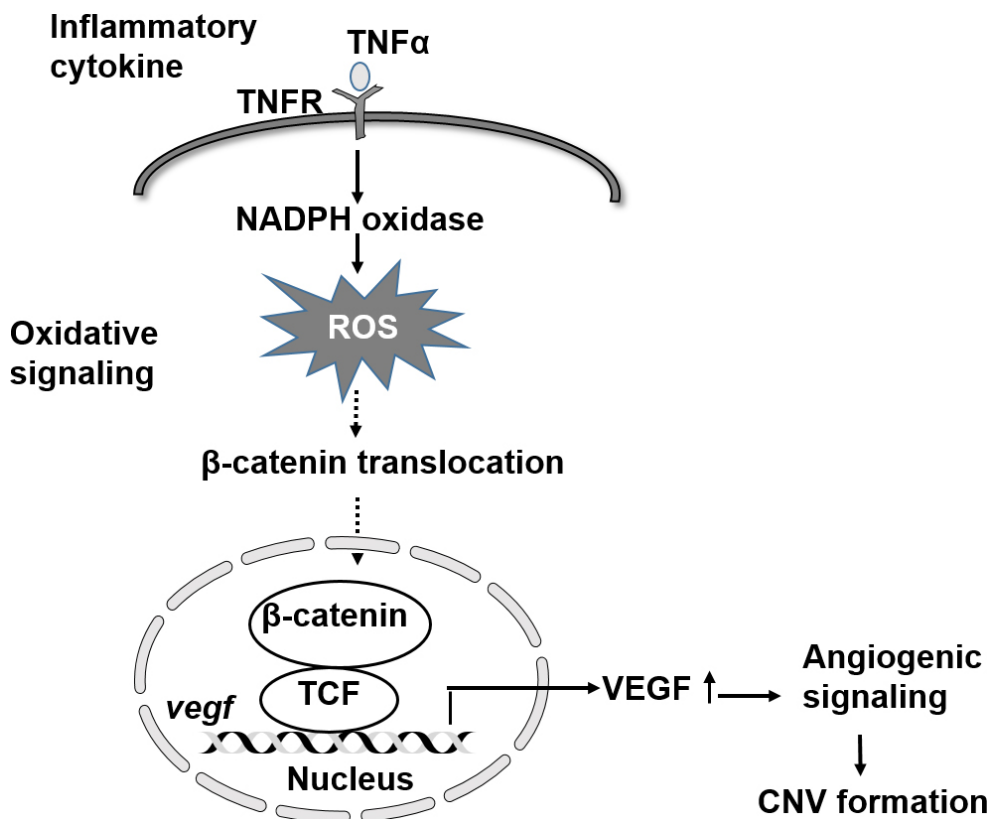 Inflammatory
cytokine
TNFα
TNFR
NADPH oxidase
ROS
Oxidative
signaling
β-catenin translocation
β-catenin
TCF
vegf
Nucleus
VEGF
Angiogenic
signaling
CNV formation